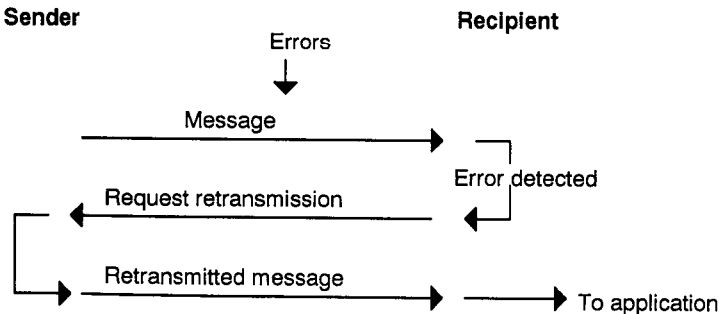 Sender
Recipient
Errors
Message
Error detected
Request retransmission
Retransmitted message
To application